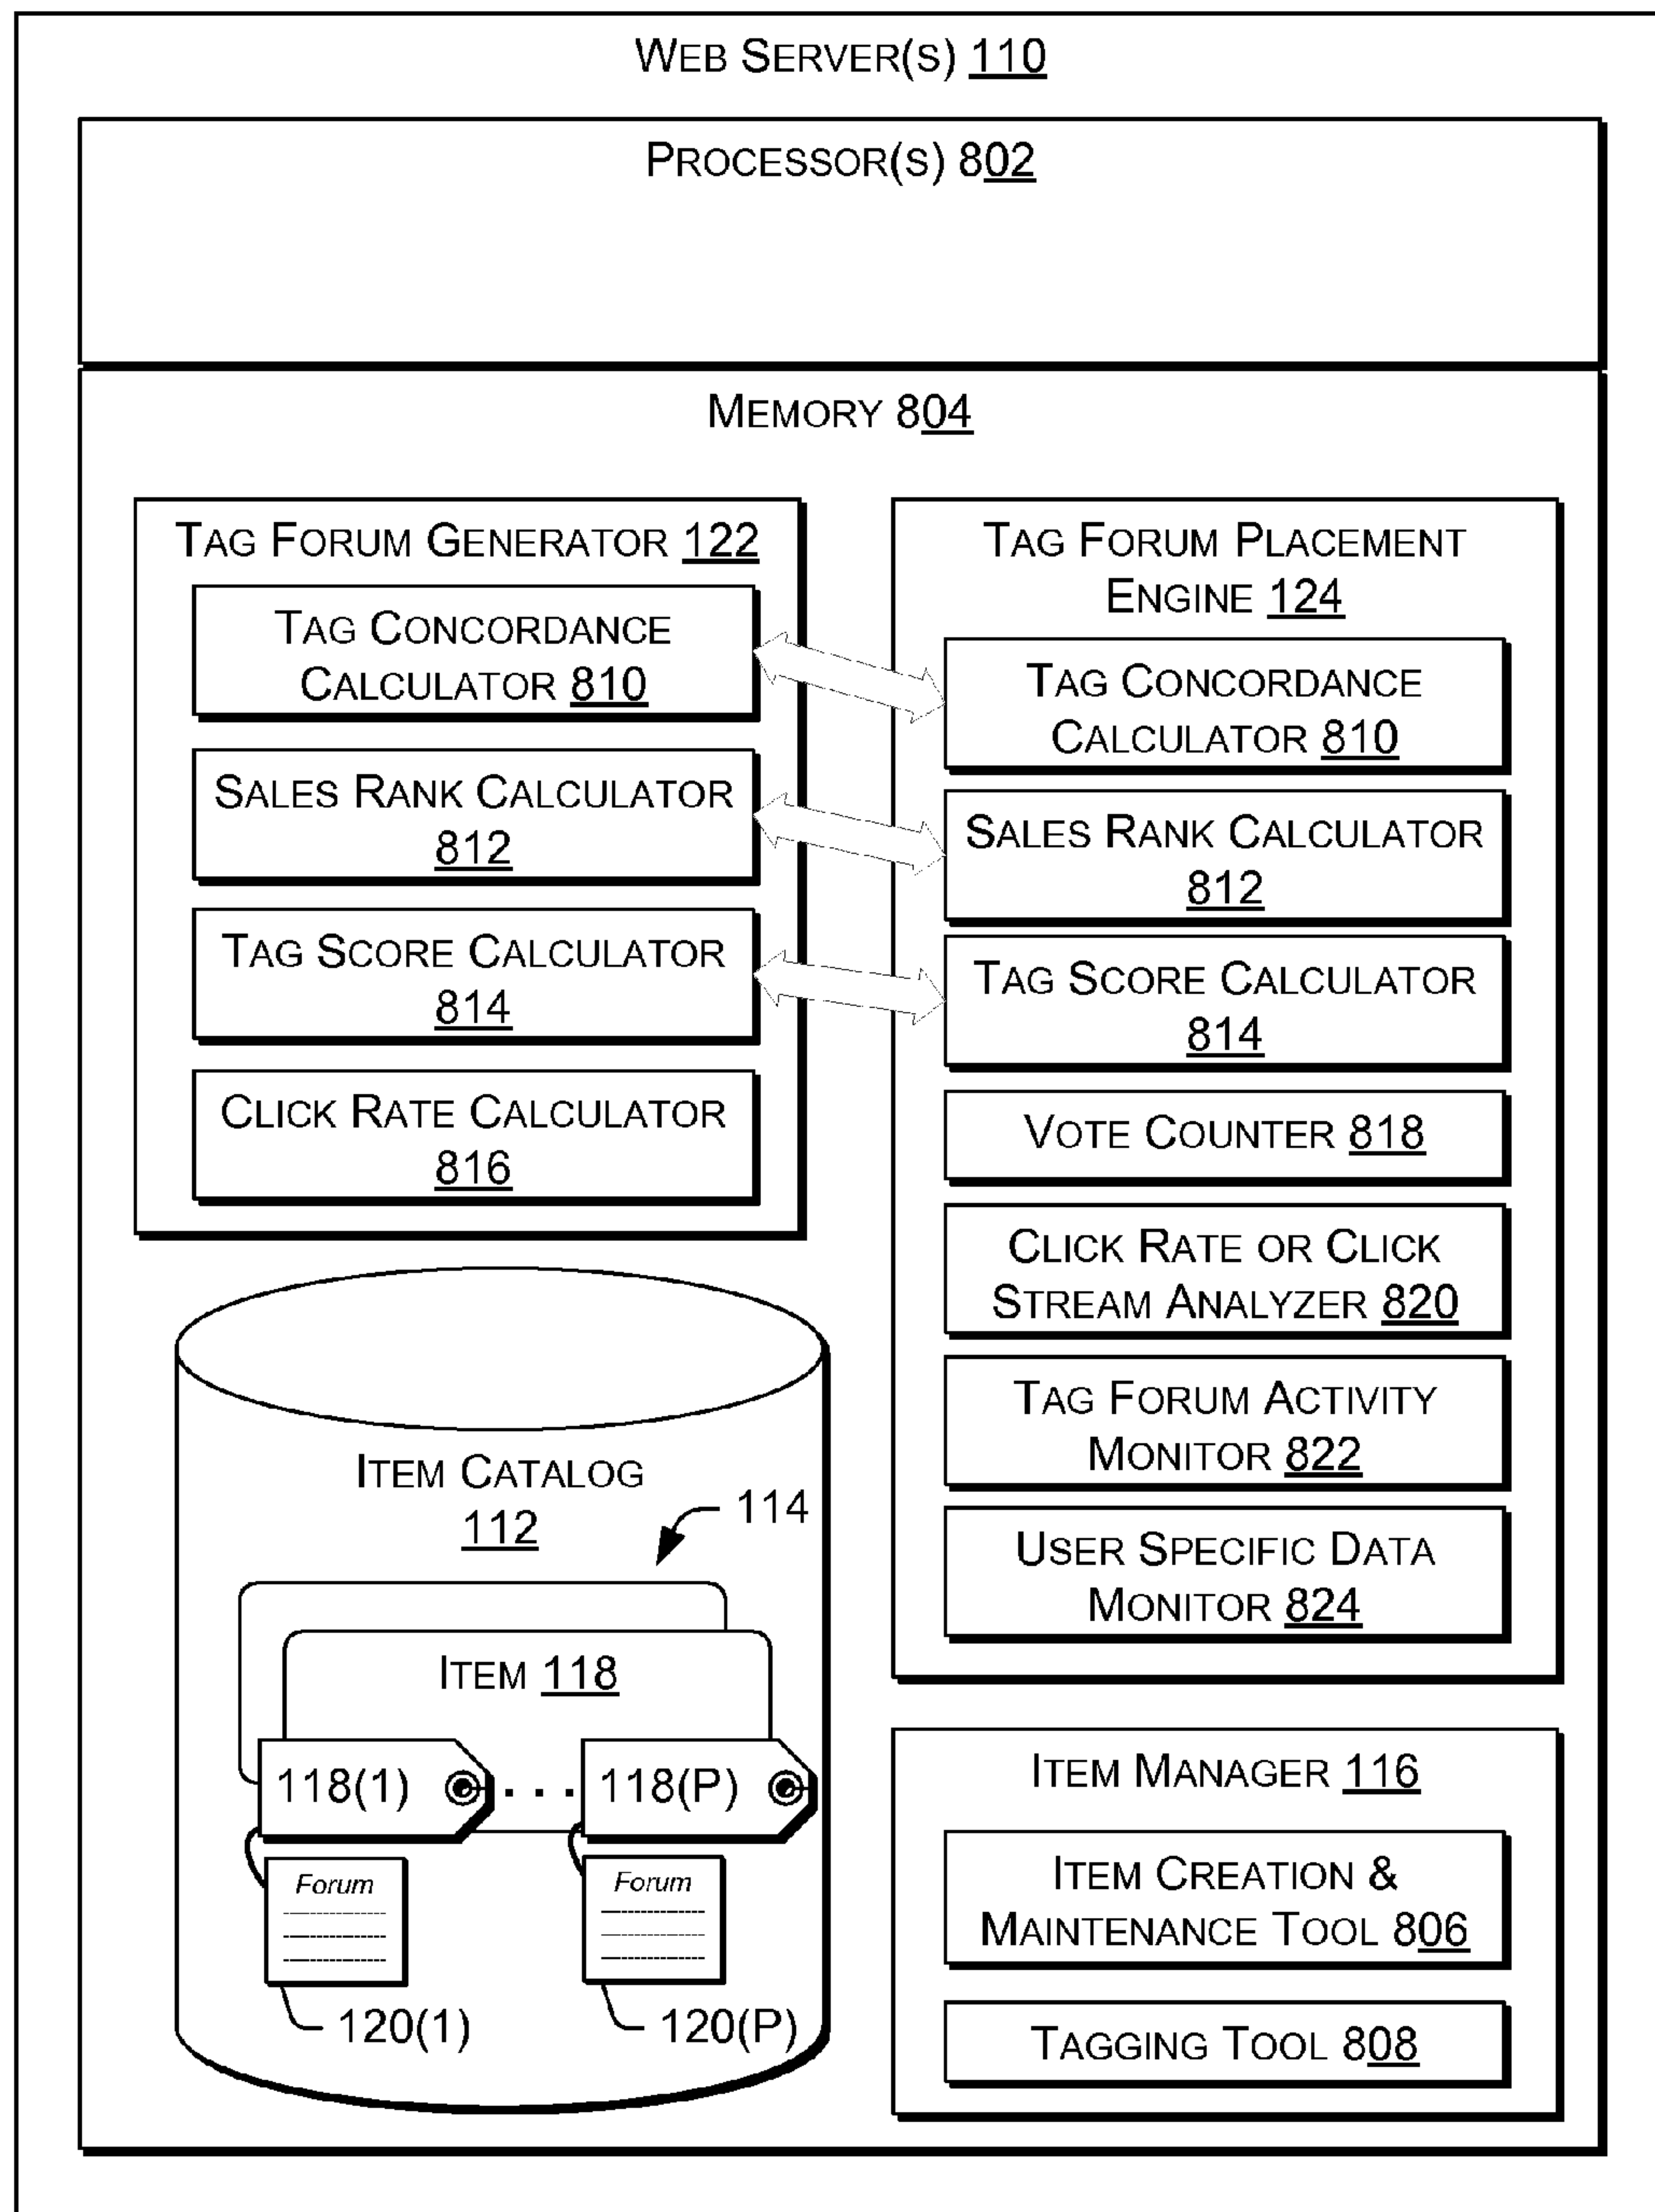 WEB SERVER(S) 110
PROCESSOR(S) 802
MEMORY 804
TAG FORUM GENERATOR 122
TAG CONCORDANCE
CALCULATOR 810
SALES RANK CALCULATOR
812
TAG SCORE CALCULATOR
814
CLICK RATE CALCULATOR
816
TAG FORUM PLACEMENT
ENGINE 124
TAG CONCORDANCE
CALCULATOR 810
SALES RANK CALCULATOR
812
TAG SCORE CALCULATOR
814
VOTE COUNTER 818
CLICK RATE OR CLICK
STREAM ANALYZER 820
TAG FORUM ACTIVITY
MONITOR 822
USER SPECIFIC DATA
MONITOR 824
ITEM CATALOG
112
114
ITEM 118
118(1) . . . 118(P)
Forum Forum
120(1) 120(P)
ITEM MANAGER 116
ITEM CREATION &
MAINTENANCE TOOL 806
TAGGING TOOL 808